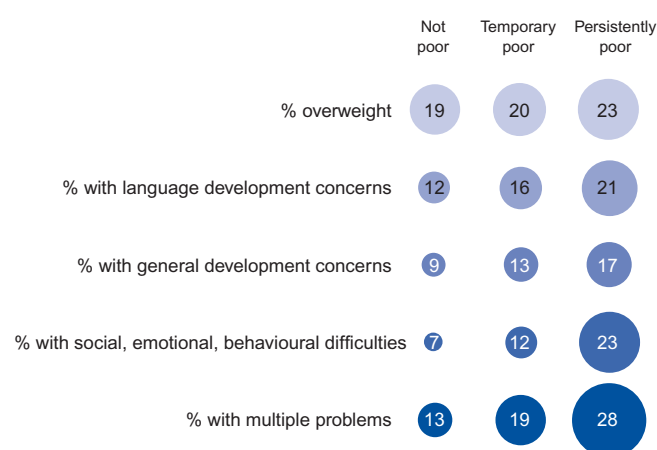 Not Temporary Persistently
poor poor poor
% overweight 19 20 23
% with language development concerns 12 16 21
% with general development concerns 9 13 17
% with social, emotional, behavioural difficulties 7 12 23
% with multiple problems 13 19 28